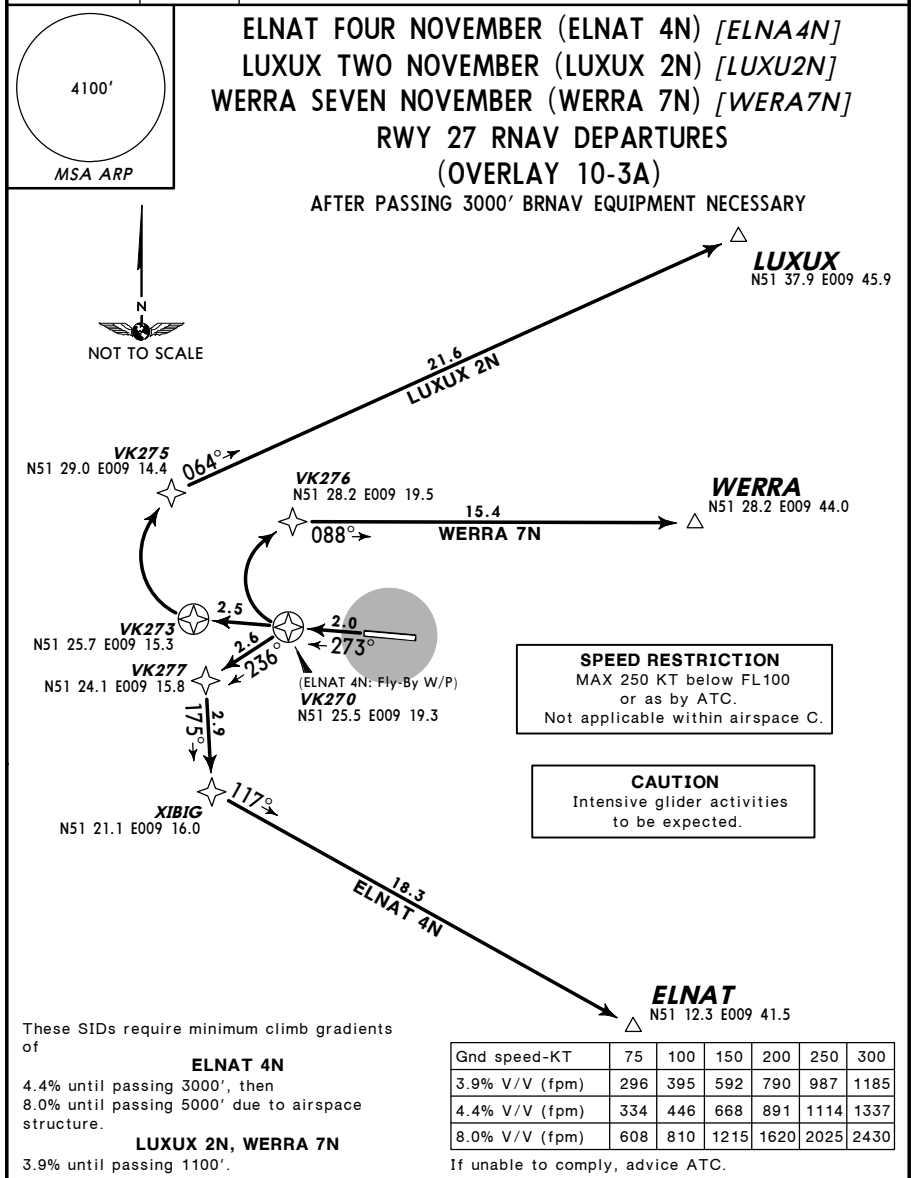 ELNAT FOUR NOVEMBER (ELNAT 4N) [ELNA4N]
LUXUX TWO NOVEMBER (LUXUX 2N) [LUXU2N]
WERRA SEVEN NOVEMBER (WERRA 7N) [WERA7N]
RWY 27 RNAV DEPARTURES
(OVERLAY 10-3A)
AFTER PASSING 3000' BRNAV EQUIPMENT NECESSARY
4100'
MSA ARP
N
NOT TO SCALE
LUXUX
N51 37.9 E009 45.9
21.6
LUXUX 2N
VK275
N51 29.0 E009 14.4
064°
VK276
N51 28.2 E009 19.5
088°
15.4
WERRA 7N
WERRA
N51 28.2 E009 44.0
VK273
N51 25.7 E009 15.3
2.5
2.0
273°
2.6
236°
(ELNAT 4N: Fly-By W/P)
VK270
N51 25.5 E009 19.3
VK277
N51 24.1 E009 15.8
2.9
175°
XIBIG
N51 21.1 E009 16.0
117°
18.3
ELNAT 4N
ELNAT
N51 12.3 E009 41.5
SPEED RESTRICTION
MAX 250 KT below FL100
or as by ATC.
Not applicable within airspace C.
CAUTION
Intensive glider activities
to be expected.
These SIDs require minimum climb gradients
of
ELNAT 4N
4.4% until passing 3000', then
8.0% until passing 5000' due to airspace
structure.
LUXUX 2N, WERRA 7N
3.9% until passing 1100'.
Gnd speed-KT 75 100 150 200 250 300
3.9% V/V (fpm) 296 395 592 790 987 1185
4.4% V/V (fpm) 334 446 668 891 1114 1337
8.0% V/V (fpm) 608 810 1215 1620 2025 2430
If unable to comply, advice ATC.